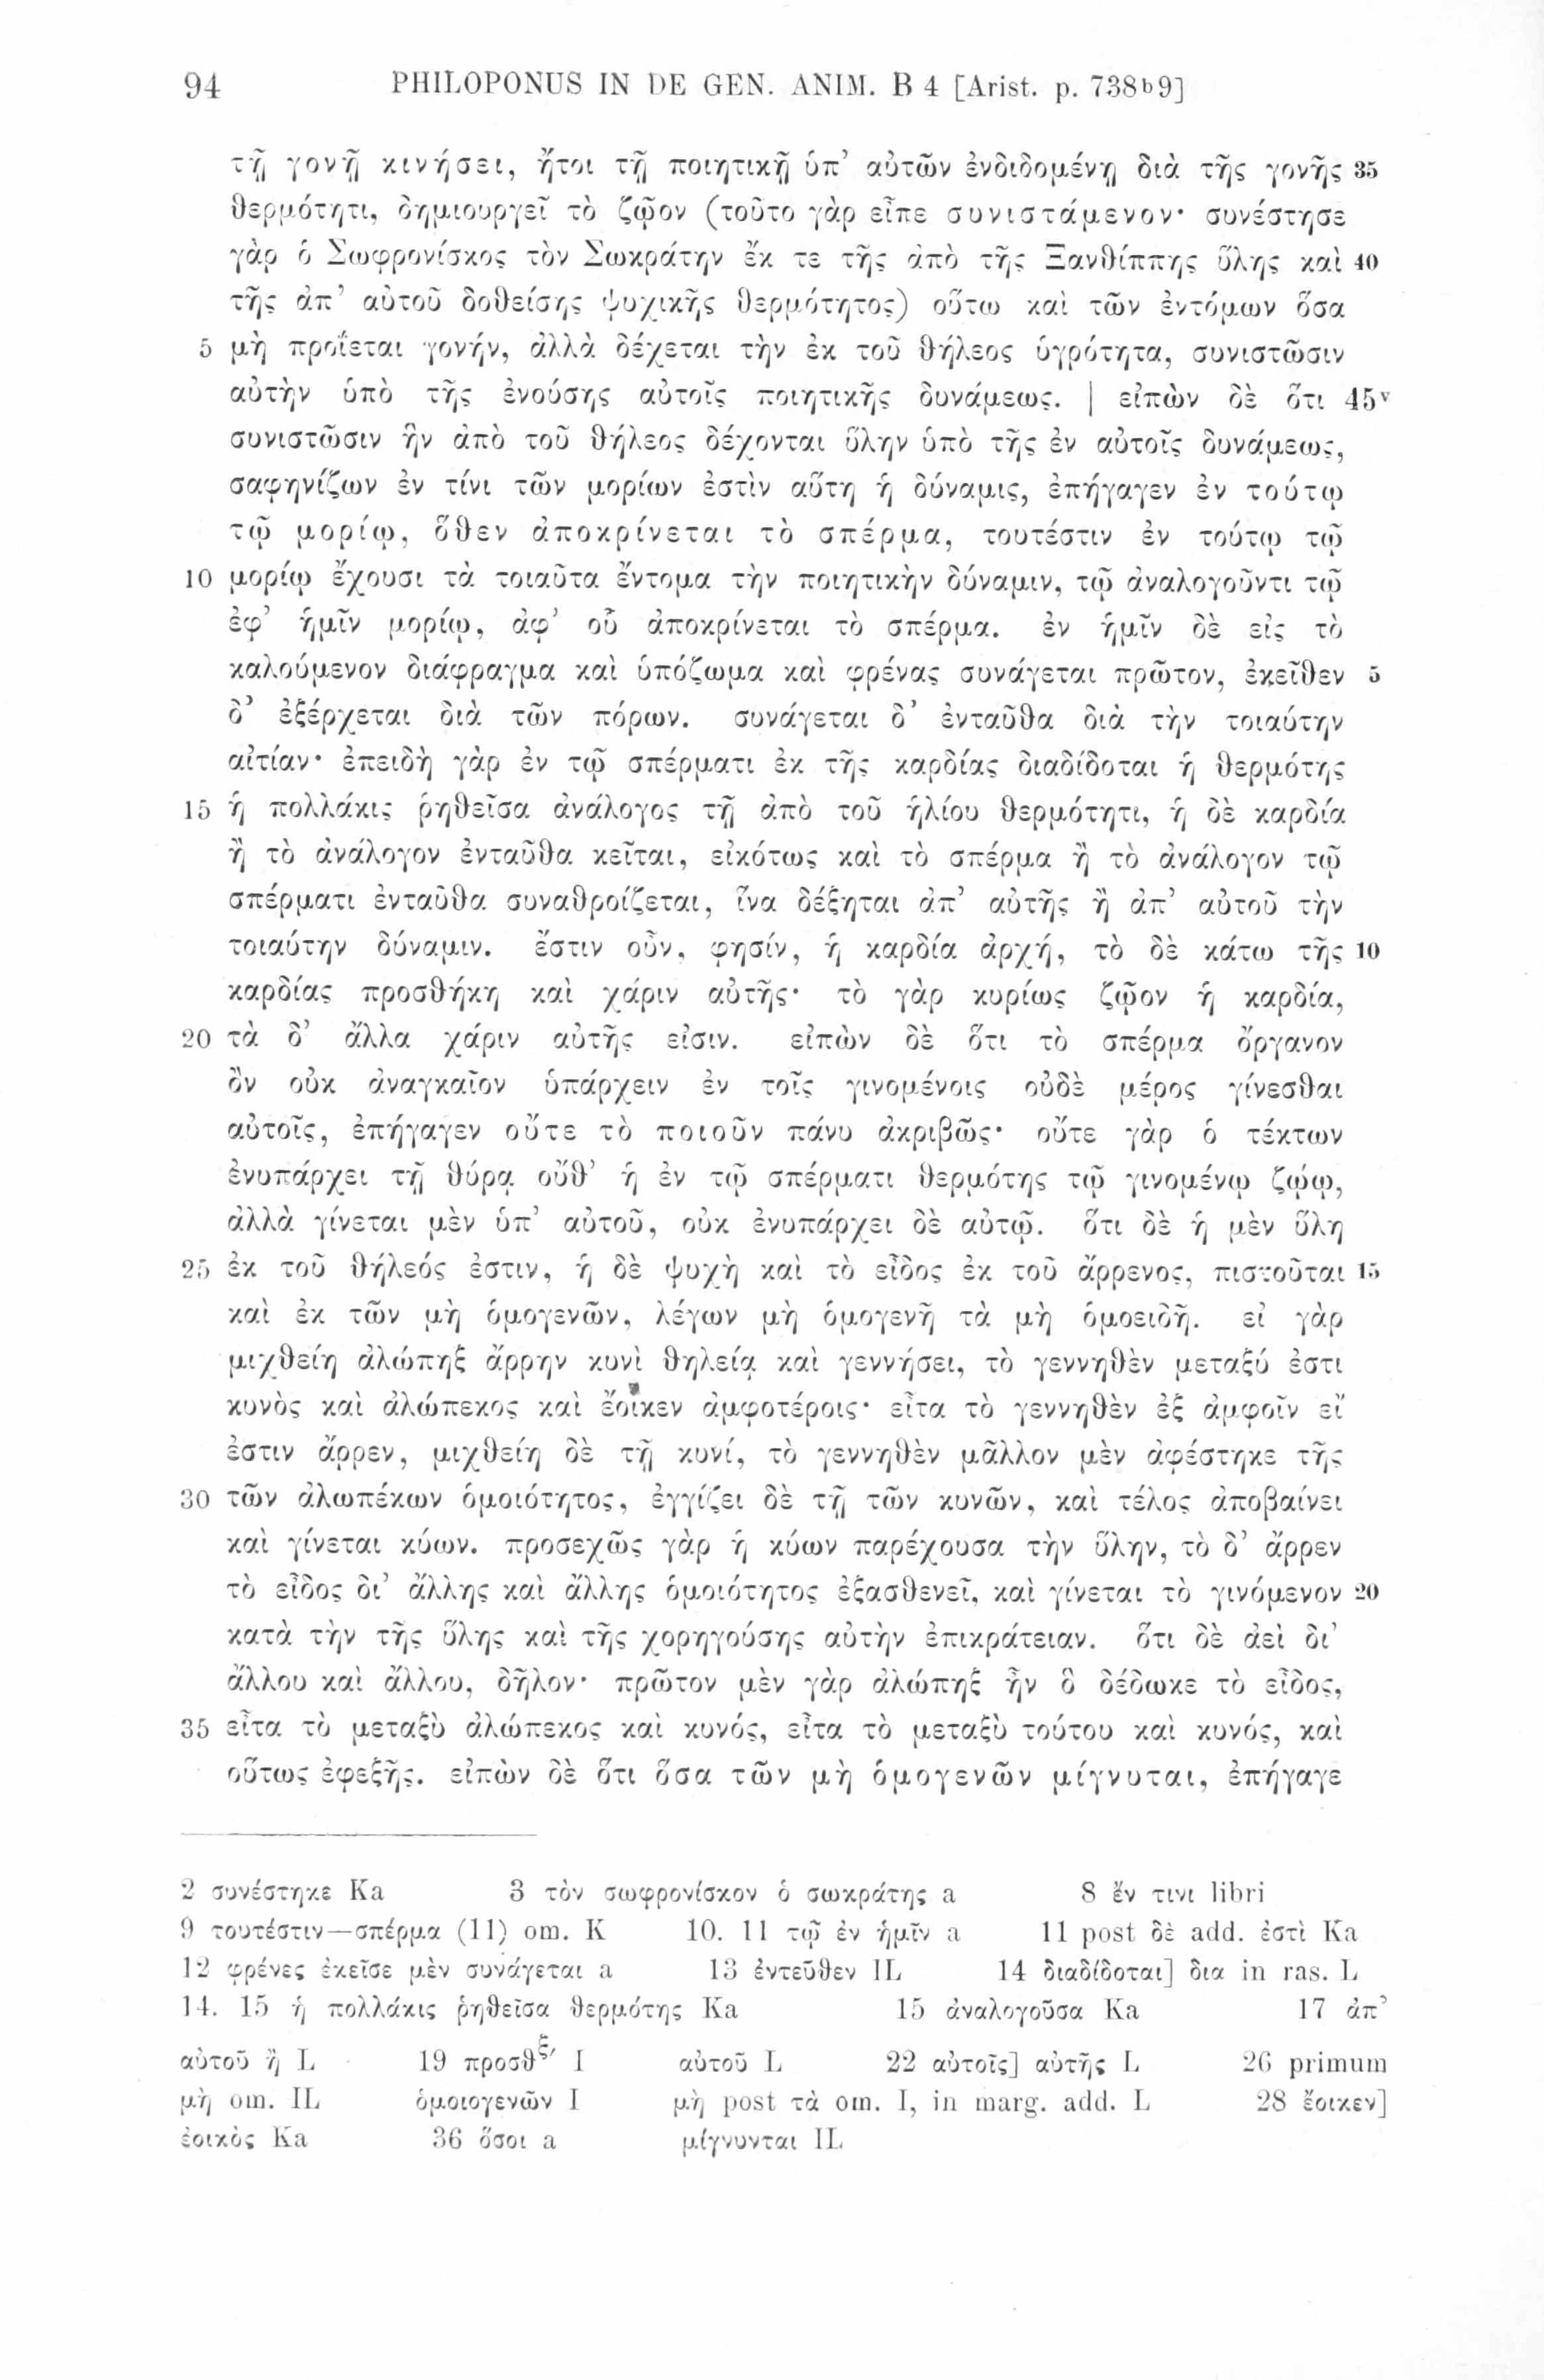 94 PHILOPONUS IN DE GEN. ANIM. B 4 [Arist. p. 738b9]
τῇ γονῇ κινήσει, ἤτοι τῇ ποιητικῇ ὑπ’ αὐτῶν ἐνδιδομένῃ διὰ τῆς γονῆς 35
θερμότητι, δημιουργεῖ τὸ ζῷον (τοῦτο γὰρ εἶπε συνιστάμενον· συνέστησε
γὰρ ὁ Σωφρονίσκος τὸν Σωκράτην ἔκ τε τῆς ἀπὸ τῆς Ξανθίππης ὕλης καὶ 40
τῆς ἀπ’ αὐτοῦ δοθείσης ψυχικῆς θερμότητος) οὕτω καὶ τῶν ἐντόμων ὅσα
5 μὴ προΐεται γονήν, ἀλλὰ δέχεται τὴν ἐκ τοῦ θήλεος ὑγρότητα, συνιστῶσιν
αὐτὴν ὑπὸ τῆς ἐνούσης αὐτοῖς ποιητικῆς δυνάμεως. | εἰπὼν δὲ ὅτι 45v
συνιστῶσιν ἣν ἀπὸ τοῦ θήλεος δέχονται ὕλην ὑπὸ τῆς ἐν αὐτοῖς δυνάμεως,
σαφηνίζων ἐν τίνι τῶν μορίων ἐστὶν αὕτη ἡ δύναμις, ἐπήγαγεν ἐν τούτῳ
τῷ μορίῳ, ὅθεν ἀποκρίνεται τὸ σπέρμα, τουτέστιν ἐν τούτῳ τῷ
10 μορίῳ ἔχουσι τὰ τοιαῦτα ἔντομα τὴν ποιητικὴν δύναμιν, τῷ ἀναλογοῦντι τῷ
ἐφ’ ἡμῖν μορίῳ, ἀφ’ οὗ ἀποκρίνεται τὸ σπέρμα. ἐν ἡμῖν δὲ εἰς τὸ
καλούμενον διάφραγμα καὶ ὑπόζωμα καὶ φρένας συνάγεται πρῶτον, ἐκεῖθεν 5
δ’ ἐξέρχεται διὰ τῶν πόρων. συνάγεται δ’ ἐνταῦθα διὰ τὴν τοιαύτην
αἰτίαν· ἐπειδὴ γὰρ ἐν τῷ σπέρματι ἐκ τῆς καρδίας διαδίδοται ἡ θερμότης
15 ἡ πολλάκις ῥηθεῖσα ἀνάλογος τῇ ἀπὸ τοῦ ἡλίου θερμότητι, ἡ δὲ καρδία
ἢ τὸ ἀνάλογον ἐνταῦθα κεῖται, εἰκότως καὶ τὸ σπέρμα ἢ τὸ ἀνάλογον τῷ
σπέρματι ἐνταῦθα συναθροίζεται, ἵνα δέξηται ἀπ’ αὐτῆς ἢ ἀπ’ αὐτοῦ τὴν
τοιαύτην δύναμιν. ἔστιν οὖν, φησίν, ἡ καρδία ἀρχή, τὸ δὲ κάτω τῆς 10
καρδίας προσθήκη καὶ χάριν αὐτῆς· τὸ γὰρ κυρίως ζῷον ἡ καρδία,
20 τὰ δ’ ἄλλα χάριν αὐτῆς εἰσιν. εἰπὼν δὲ ὅτι τὸ σπέρμα ὄργανον
ὂν οὐκ ἀναγκαῖον ὑπάρχειν ἐν τοῖς γινομένοις οὐδὲ μέρος γίνεσθαι
αὐτοῖς, ἐπήγαγεν οὔτε τὸ ποιοῦν πάνυ ἀκριβῶς· οὔτε γὰρ ὁ τέκτων
ἐνυπάρχει τῇ θύρᾳ οὔθ’ ἡ ἐν τῷ σπέρματι θερμότης τῷ γινομένῳ ζῴῳ,
ἀλλὰ γίνεται μὲν ὑπ’ αὐτοῦ, οὐκ ἐνυπάρχει δὲ αὐτῷ. ὅτι δὲ ἡ μὲν ὕλη
25 ἐκ τοῦ θήλεός ἐστιν, ἡ δὲ ψυχὴ καὶ τὸ εἶδος ἐκ τοῦ ἄρρενος, πιστοῦται 15
καὶ ἐκ τῶν μὴ ὁμογενῶν, λέγων μὴ ὁμογενῆ τὰ μὴ ὁμοειδῆ. εἰ γὰρ
μιχθείη ἀλώπηξ ἄρρην κυνὶ θηλείᾳ καὶ γεννήσει, τὸ γεννηθὲν μεταξύ ἐστι
κυνὸς καὶ ἀλώπεκος καὶ ἔοικεν ἀμφοτέροις· εἶτα τὸ γεννηθὲν ἐξ ἀμφοῖν εἴ
ἐστιν ἄρρεν, μιχθείη δὲ τῇ κυνί, τὸ γεννηθὲν μᾶλλον μὲν ἀφέστηκε τῆς
30 τῶν ἀλωπέκων ὁμοιότητος, ἐγγίζει δὲ τῇ τῶν κυνῶν, καὶ τέλος ἀποβαίνει
καὶ γίνεται κύων. προσεχῶς γὰρ ἡ κύων παρέχουσα τὴν ὕλην, τὸ δ’ ἄρρεν
τὸ εἶδος δι’ ἄλλης καὶ ἄλλης ὁμοιότητος ἐξασθενεῖ, καὶ γίνεται τὸ γινόμενον 20
κατὰ τὴν τῆς ὕλης καὶ τῆς χορηγούσης αὐτὴν ἐπικράτειαν. ὅτι δὲ ἀεὶ δι’
ἄλλου καὶ ἄλλου, δῆλον· πρῶτον μὲν γὰρ ἀλώπηξ ἦν ὃ δέδωκε τὸ εἶδος,
35 εἶτα τὸ μεταξὺ ἀλώπεκος καὶ κυνός, εἶτα τὸ μεταξὺ τούτου καὶ κυνός, καὶ
οὕτως ἐφεξῆς. εἰπὼν δὲ ὅτι ὅσα τῶν μὴ ὁμογενῶν μίγνυται, ἐπήγαγε
2 συνέστηκε Ka 3 τὸν σωφρονίσκον ὁ σωκράτης a 8 ἔν τινι libri
9 τουτέστιν—σπέρμα (11) om. K 10. 11 τῷ ἐν ἡμῖν a 11 post δὲ add. ἐστὶ Ka
12 φρένες ἐκεῖσε μὲν συνάγεται a 13 ἐντεῦθεν IL 14 διαδίδοται] δια in ras. L
14. 15 ἡ πολλάκις ῥηθεῖσα θερμότης Ka 15 ἀναλογοῦσα Ka 17 ἀπ’
αὐτοῦ ἢ L 19 προσθ I αὐτοῦ L 22 αὐτοῖς] αὐτῆς L 26 primum
μὴ om. IL ὁμοιογενῶν I μὴ post τὰ om. I, in marg. add. L 28 ἔοικεν]
ἐοικὸς Ka 36 ὅσοι a μίγνυνται IL